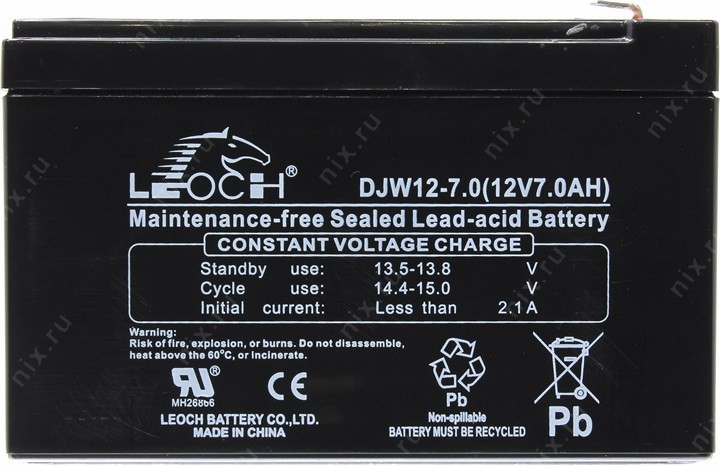 LEOCH®
DJW12-7.0(12V7.0AH)
Maintenance-free Sealed Lead-acid Battery
CONSTANT VOLTAGE CHARGE
Standby use: 13.5-13.8 V
Cycle use: 14.4-15.0 V
Initial current: Less than 2.1A
Warning:
Risk of fire, explosion, or burns. Do not disassemble,
heat above the 60°C, or incinerate.
MH26866
LEOCH BATTERY CO.,LTD.
MADE IN CHINA
CE
Pb
Non-spillable
BATTERY MUST BE RECYCLED
Pb
nix.ru